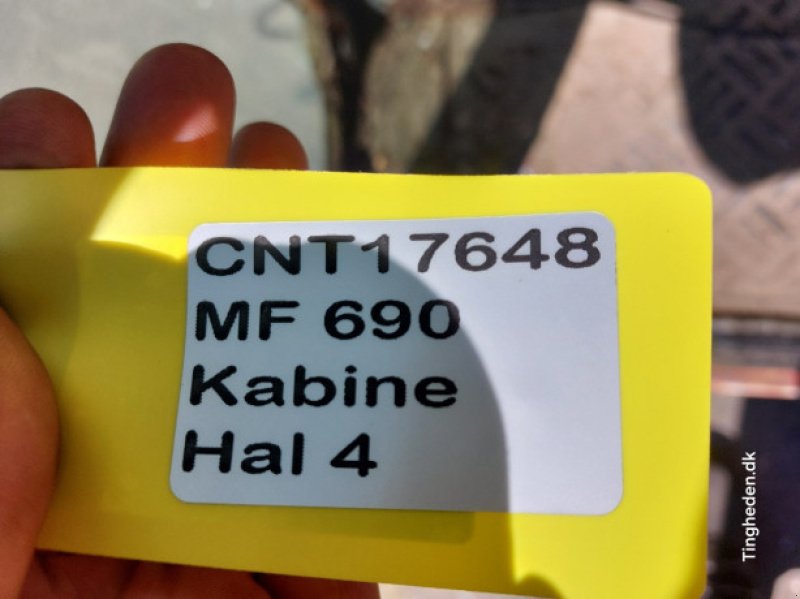 CNT17648
MF 690
Kabine
Hal 4
Tingheden.dk